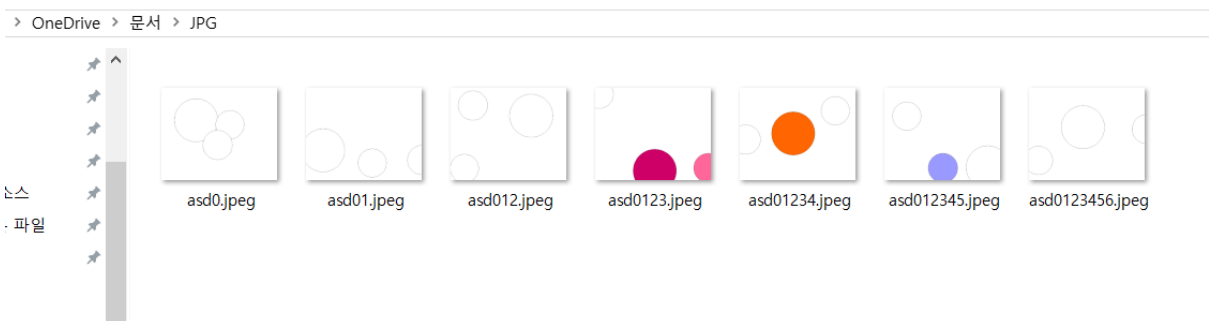 > OneDrive > 문서 > JPG
소스
파일
asd0.jpeg asd01.jpeg asd012.jpeg asd0123.jpeg asd01234.jpeg asd012345.jpeg asd0123456.jpeg